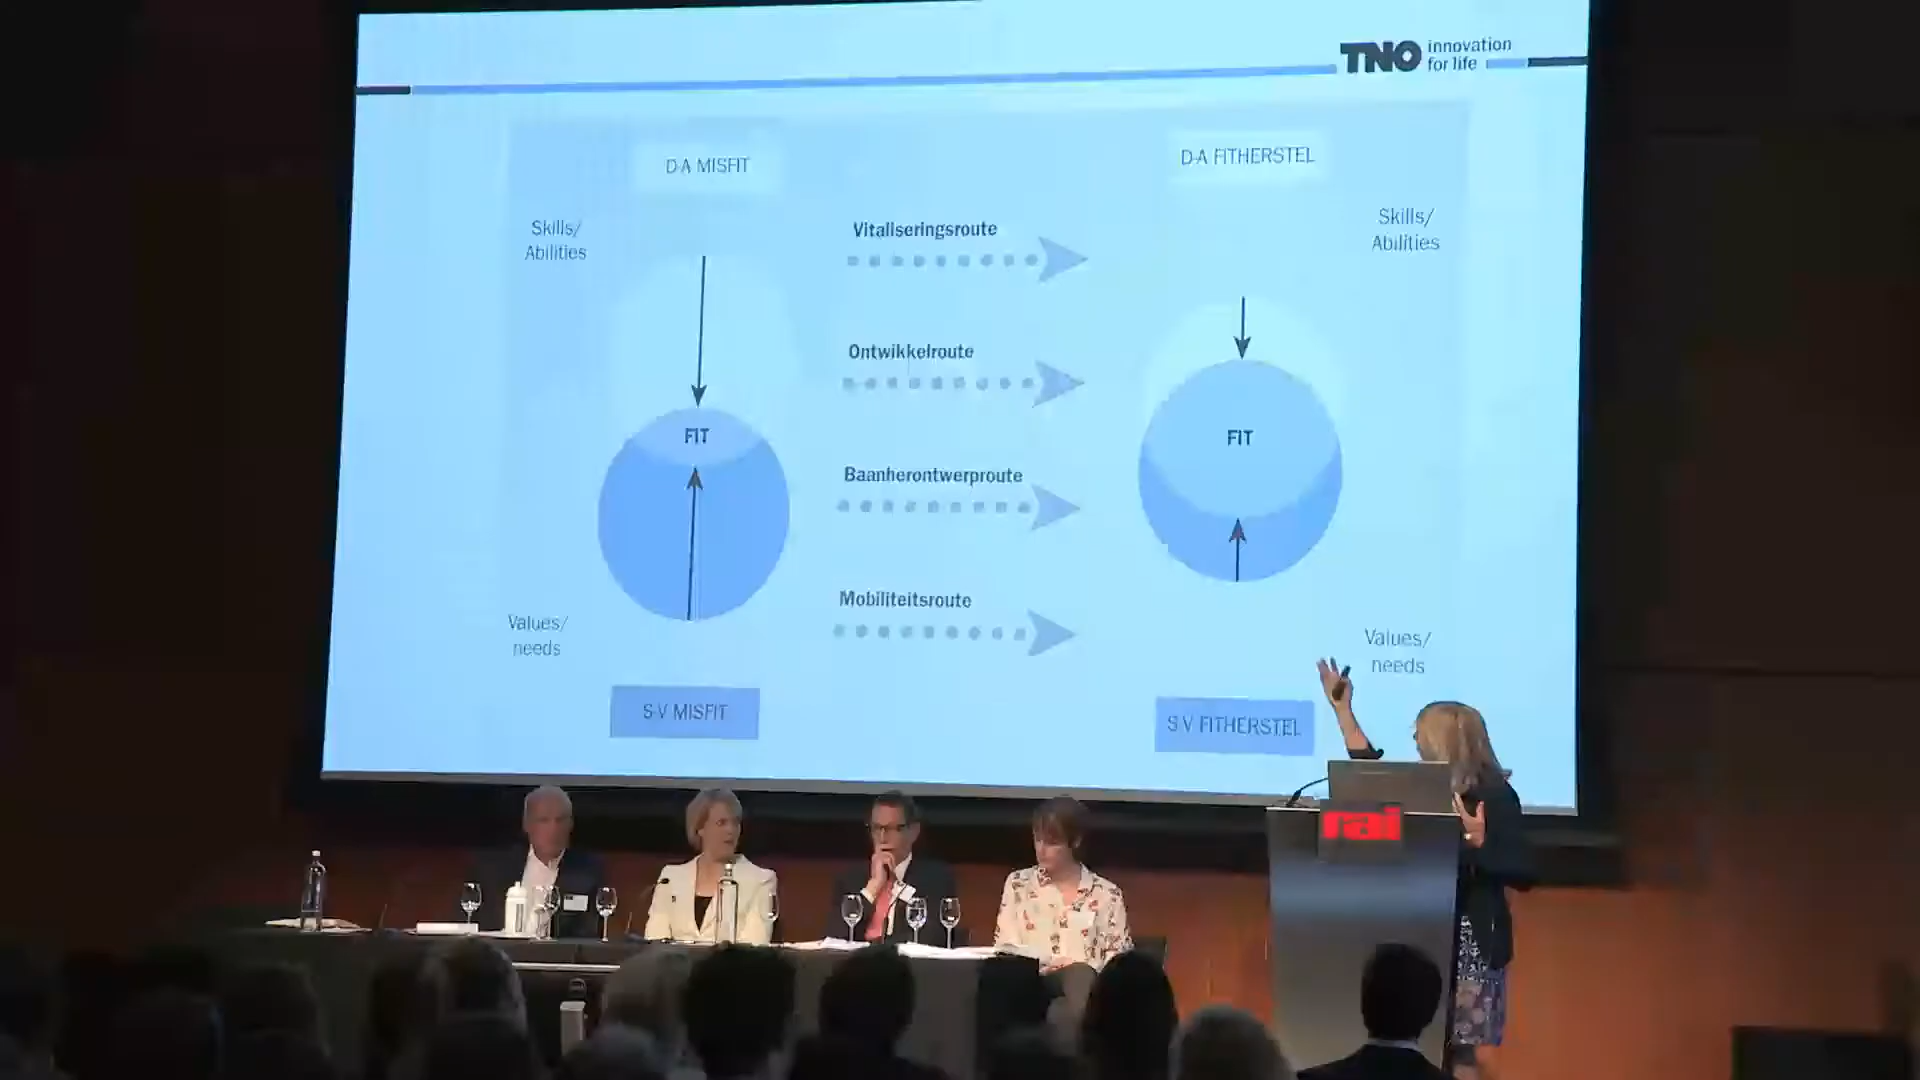 TNO innovation
for life
D-A MISFIT
D-A FITHERSTEL
Skills/
Abilities
Vitaliseringsroute
Skills/
Abilities
Ontwikkelroute
FIT
FIT
Baanherontwerproute
Mobiliteitsroute
Values/
needs
Values/
needs
S-V MISFIT
S-V FITHERSTEL
rai